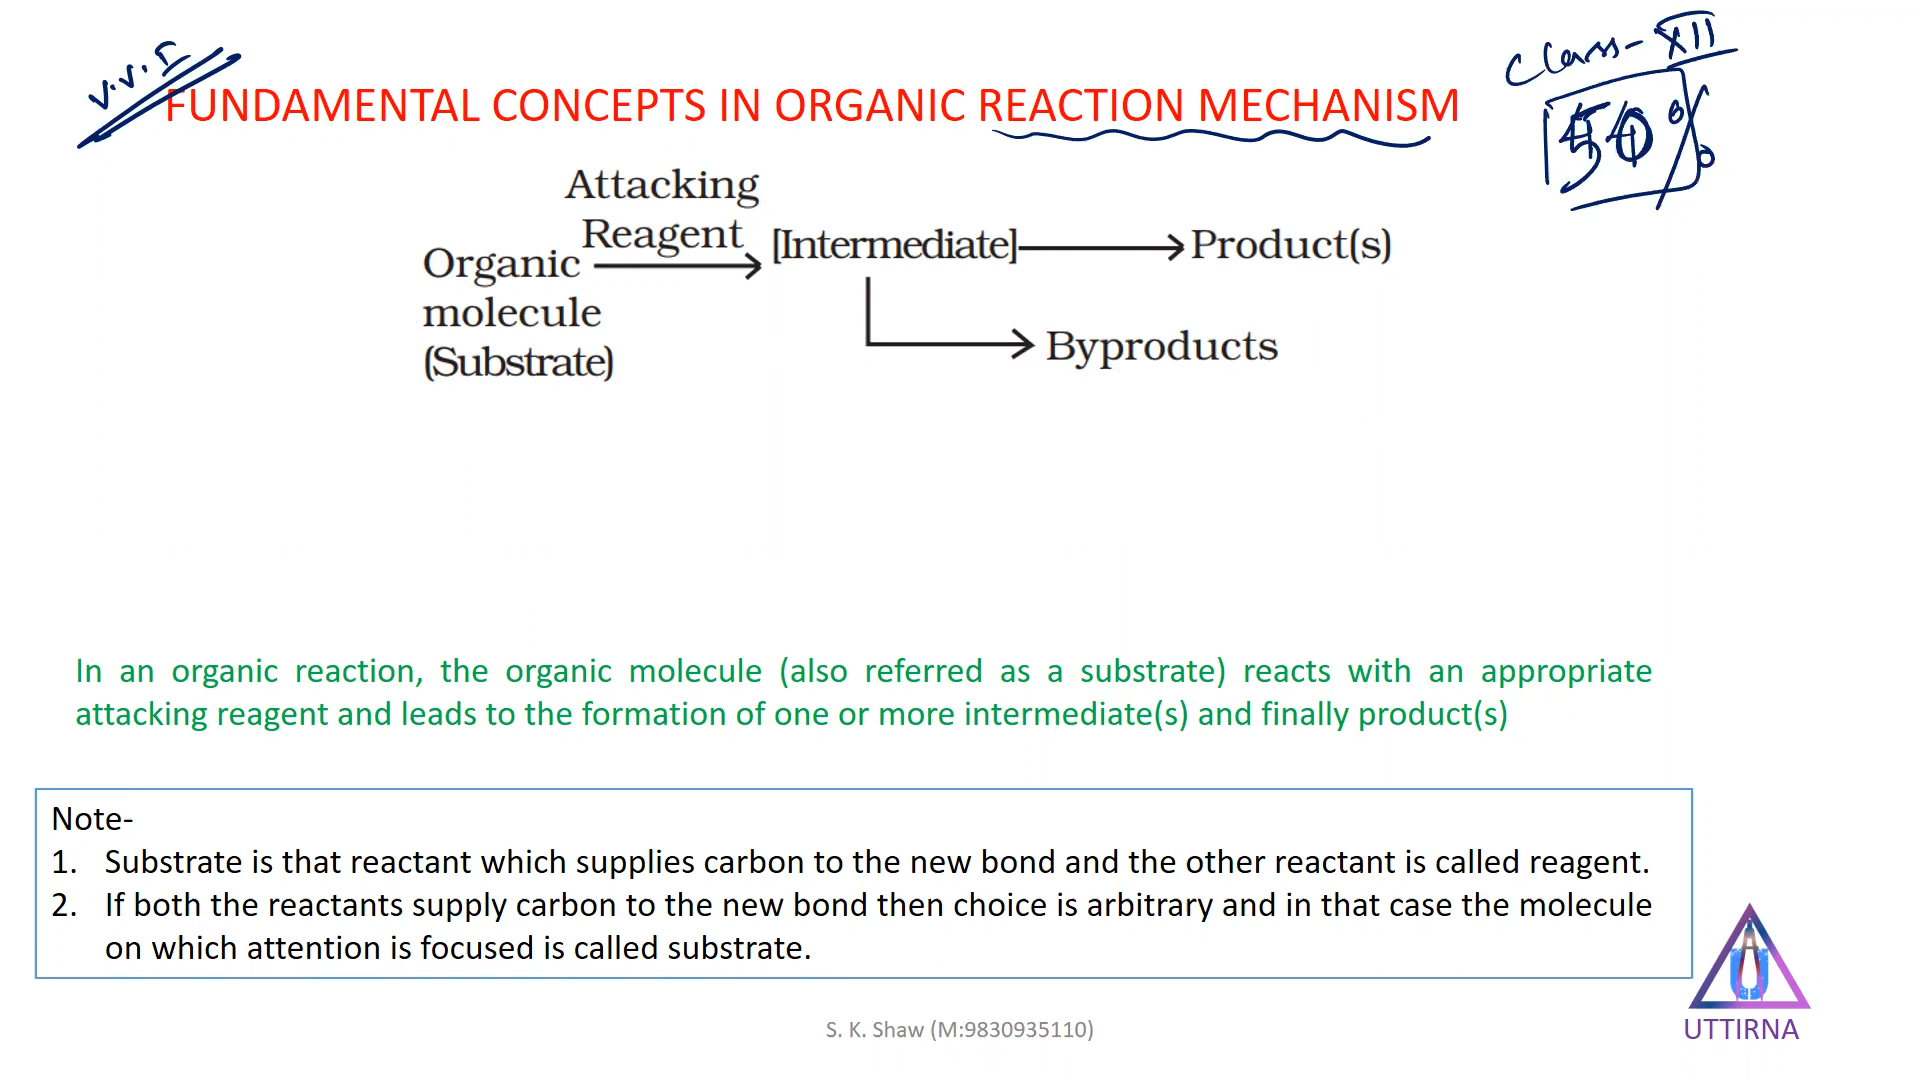 V.V.I
Class-XII
50%
FUNDAMENTAL CONCEPTS IN ORGANIC REACTION MECHANISM
Attacking
Reagent
Organic
molecule
(Substrate)
[Intermediate]
Product(s)
Byproducts
In an organic reaction, the organic molecule (also referred as a substrate) reacts with an appropriate
attacking reagent and leads to the formation of one or more intermediate(s) and finally product(s)
Note-
1. Substrate is that reactant which supplies carbon to the new bond and the other reactant is called reagent.
2. If both the reactants supply carbon to the new bond then choice is arbitrary and in that case the molecule
on which attention is focused is called substrate.
S. K. Shaw (M:9830935110)
UTTIRNA